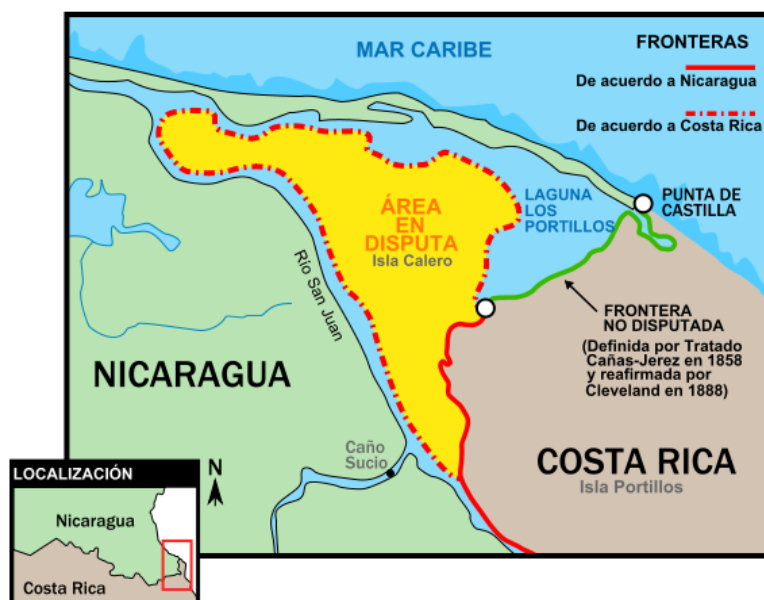 MAR CARIBE
FRONTERAS
De acuerdo a Nicaragua
De acuerdo a Costa Rica
PUNTA DE
CASTILLA
LAGUNA
LOS
PORTILLOS
ÁREA
EN
DISPUTA
Isla Calero
Rio San Juan
FRONTERA
NO DISPUTADA
(Definida por Tratado
Cañas-Jerez en 1858
y reafirmada por
Cleveland en 1888)
NICARAGUA
Caño
Sucio
COSTA RICA
Isla Portillos
N
LOCALIZACIÓN
Nicaragua
Costa Rica